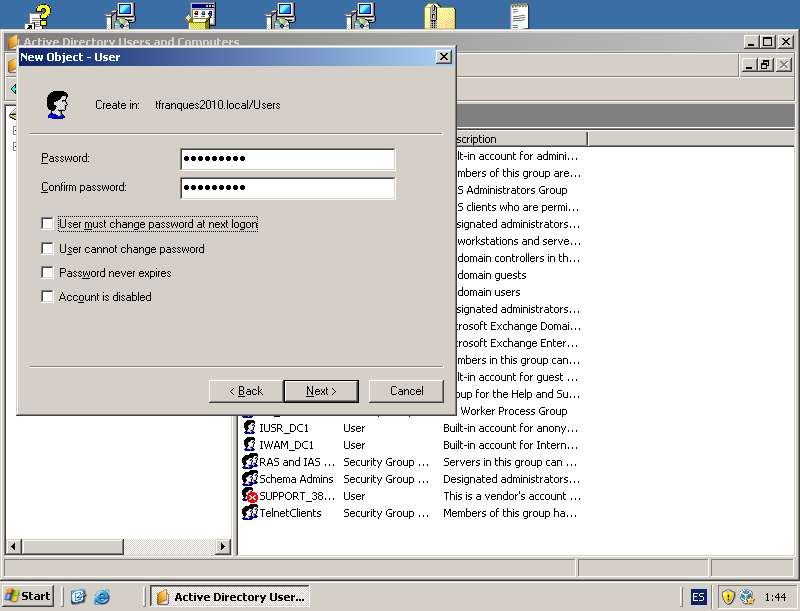 Active Directory Users and Computers
New Object - User
Create in: tfranques2010.local/Users
Password:
Confirm password:
User must change password at next logon
User cannot change password
Password never expires
Account is disabled
< Back Next > Cancel
scription
lt-in account for admini...
mbers of this group are...
S Administrators Group
S clients who are permi...
signated administrators...
workstations and serve...
domain controllers in th...
domain guests
domain users
signated administrators...
crosoft Exchange Domai...
crosoft Exchange Enter...
mbers in this group can...
lt-in account for guest ...
oup for the Help and Su...
Worker Process Group
IUSR_DC1 User Built-in account for anony...
IWAM_DC1 User Built-in account for Intern...
RAS and IAS ... Security Group ... Servers in this group can ...
Schema Admins Security Group ... Designated administrators...
SUPPORT_38... User This is a vendor's account ...
TelnetClients Security Group ... Members of this group ha...
Start Active Directory User... ES 1:44